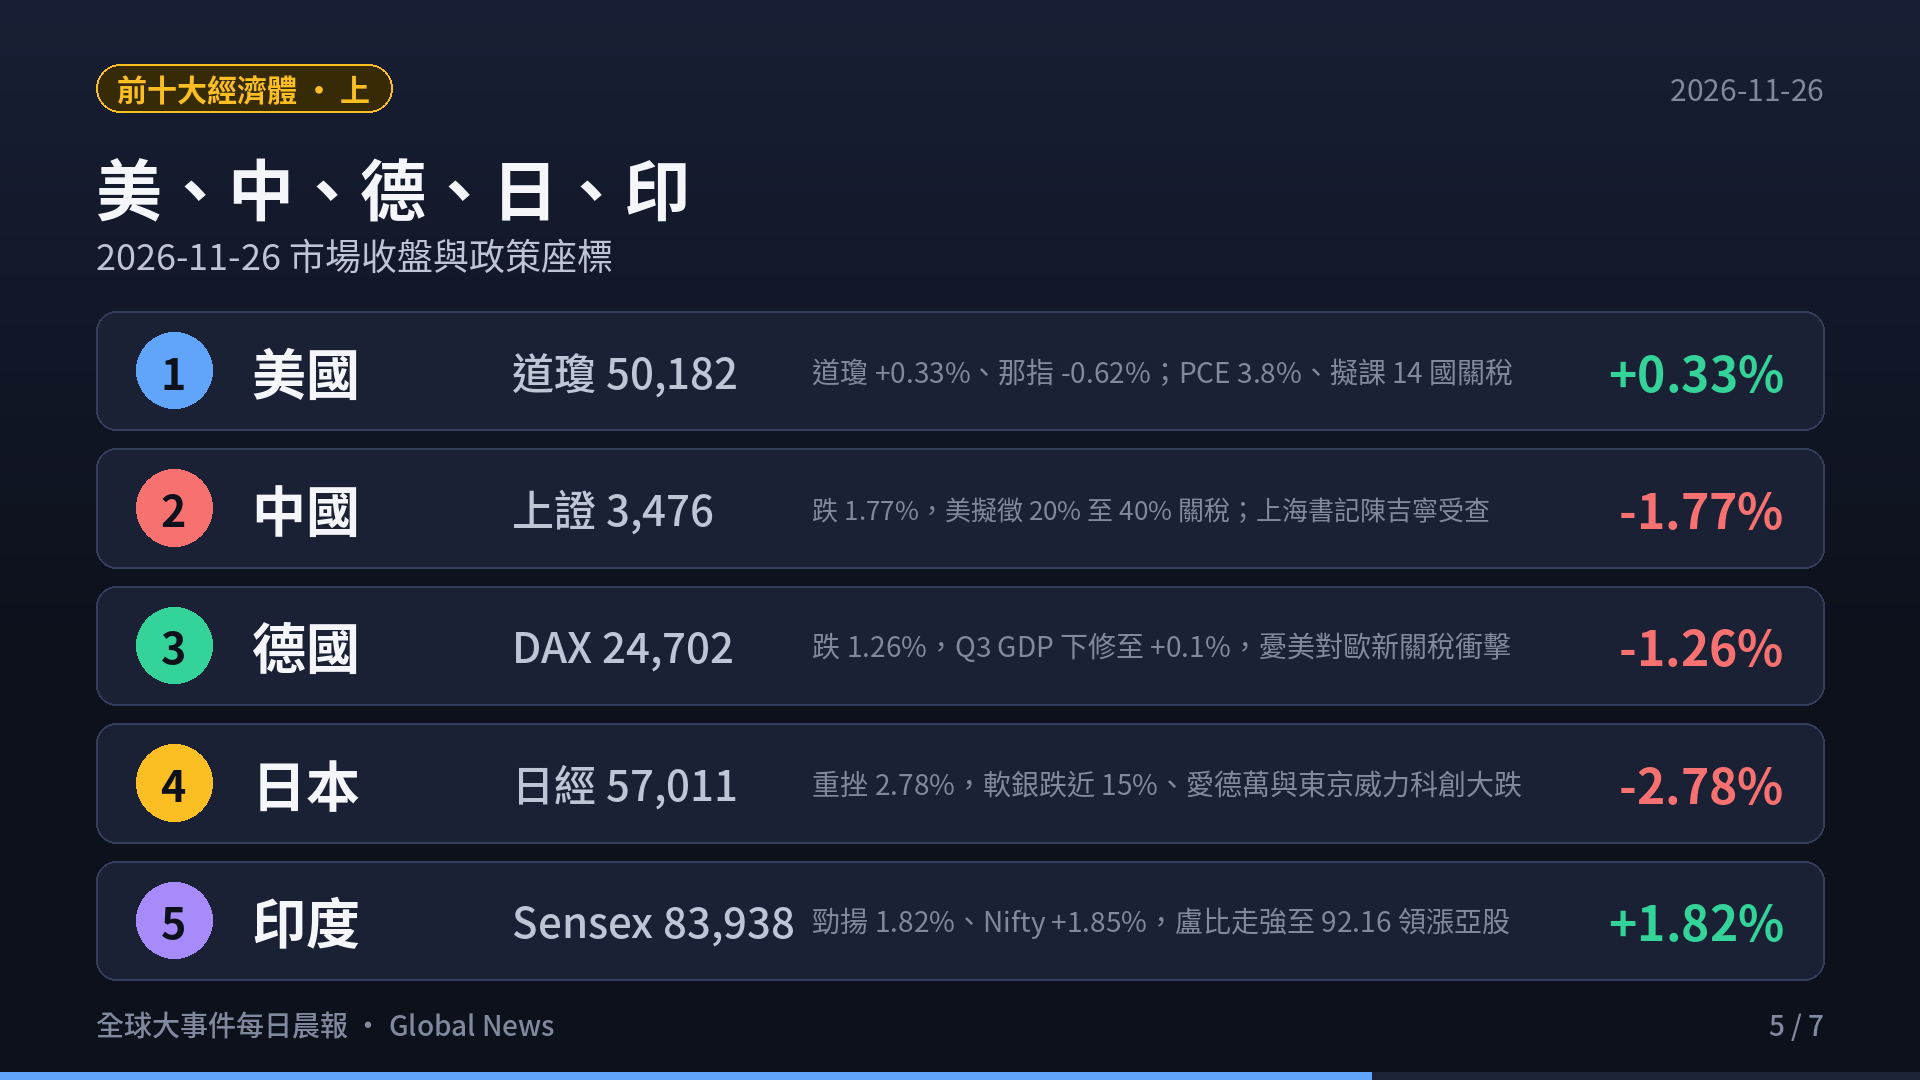 前十大經濟體 · 上
2026-11-26
美、中、德、日、印
2026-11-26 市場收盤與政策座標
1 美國 道瓊 50,182 道瓊 +0.33%、那指 -0.62%；PCE 3.8%、擬課 14 國關稅 +0.33%
2 中國 上證 3,476 跌 1.77%，美擬徵 20% 至 40% 關稅；上海書記陳吉寧受查 -1.77%
3 德國 DAX 24,702 跌 1.26%，Q3 GDP 下修至 +0.1%，憂美對歐新關稅衝擊 -1.26%
4 日本 日經 57,011 重挫 2.78%，軟銀跌近 15%、愛德萬與東京威力科創大跌 -2.78%
5 印度 Sensex 83,938 勁揚 1.82%、Nifty +1.85%，盧比走強至 92.16 領漲亞股 +1.82%
全球大事件每日晨報 · Global News
5 / 7